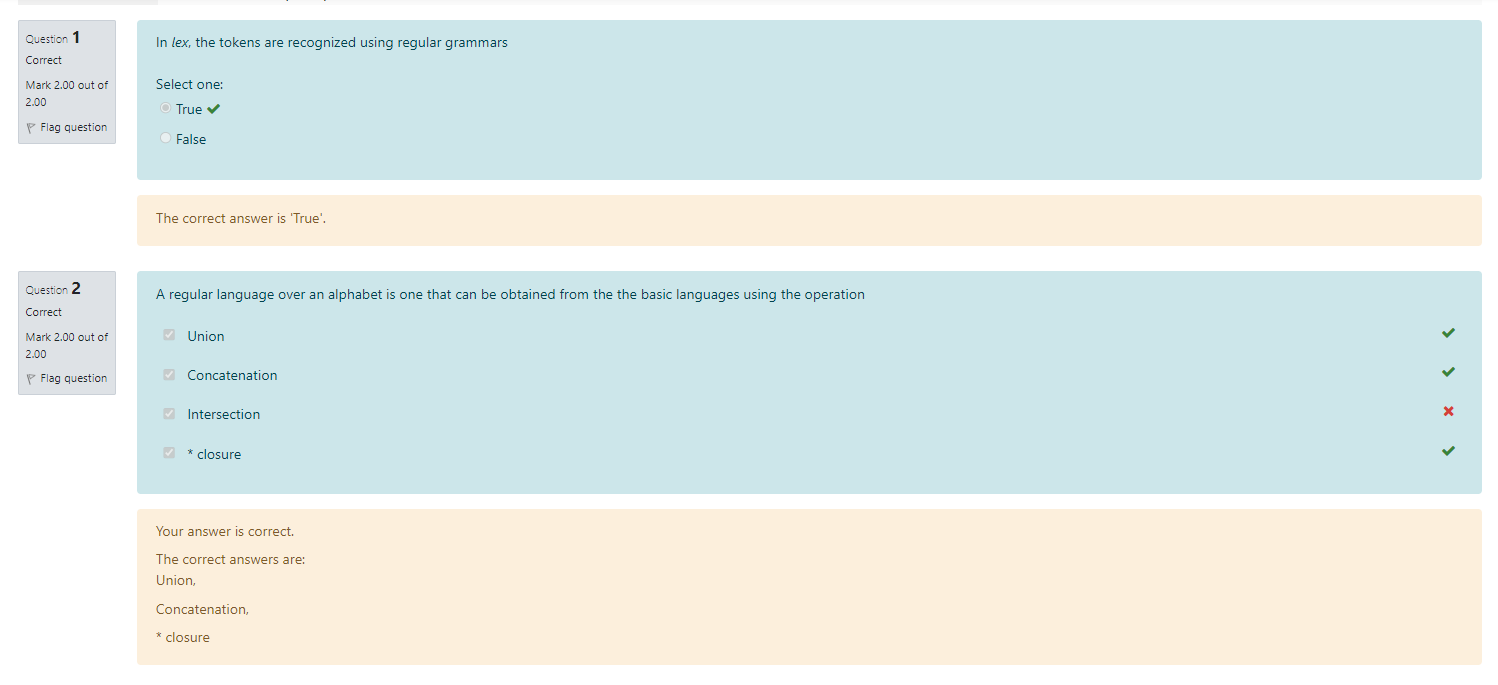 Question 1
Correct
Mark 2.00 out of
2.00
Flag question
In lex, the tokens are recognized using regular grammars
Select one:
True
False
The correct answer is 'True'.
Question 2
Correct
Mark 2.00 out of
2.00
Flag question
A regular language over an alphabet is one that can be obtained from the the basic languages using the operation
Union
Concatenation
Intersection
* closure
Your answer is correct.
The correct answers are:
Union,
Concatenation,
* closure